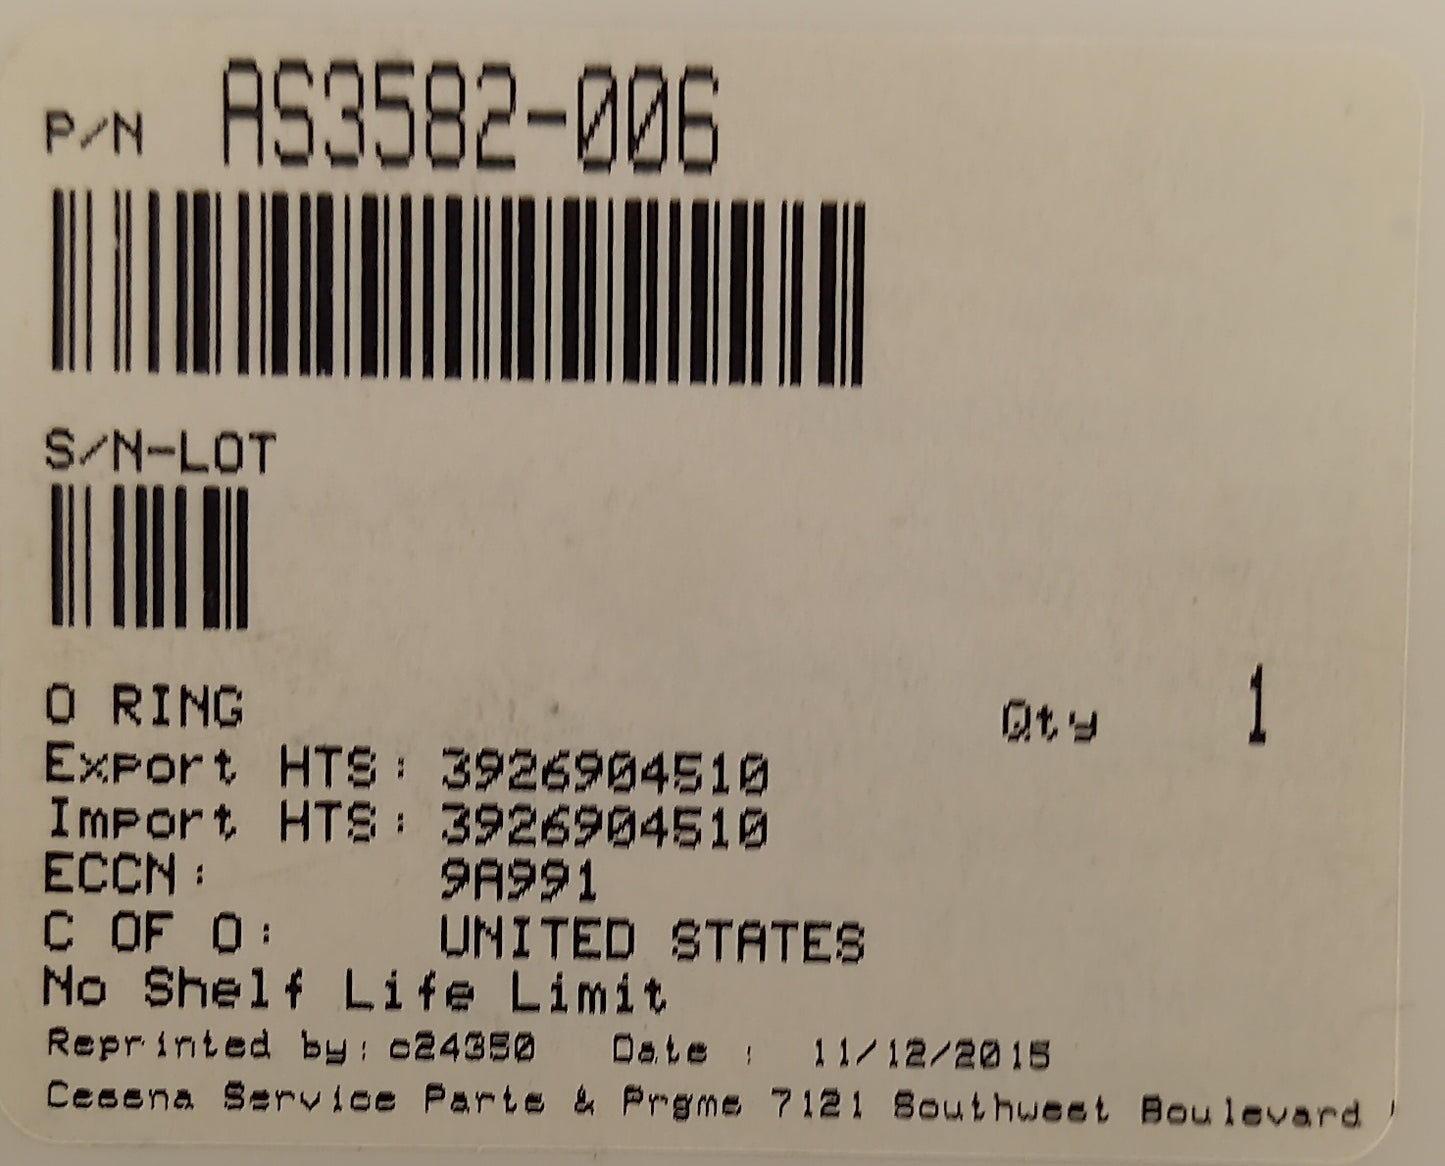 P/N AS3582-006
S/N-LOT
O RING Qty 1
Export HTS: 3926904510
Import HTS: 3926904510
ECCN: 9A991
C OF O: UNITED STATES
No Shelf Life Limit
Reprinted by: c24350 Date : 11/12/2015
Cessna Service Parts & Prgms 7121 Southwest Boulevard ,